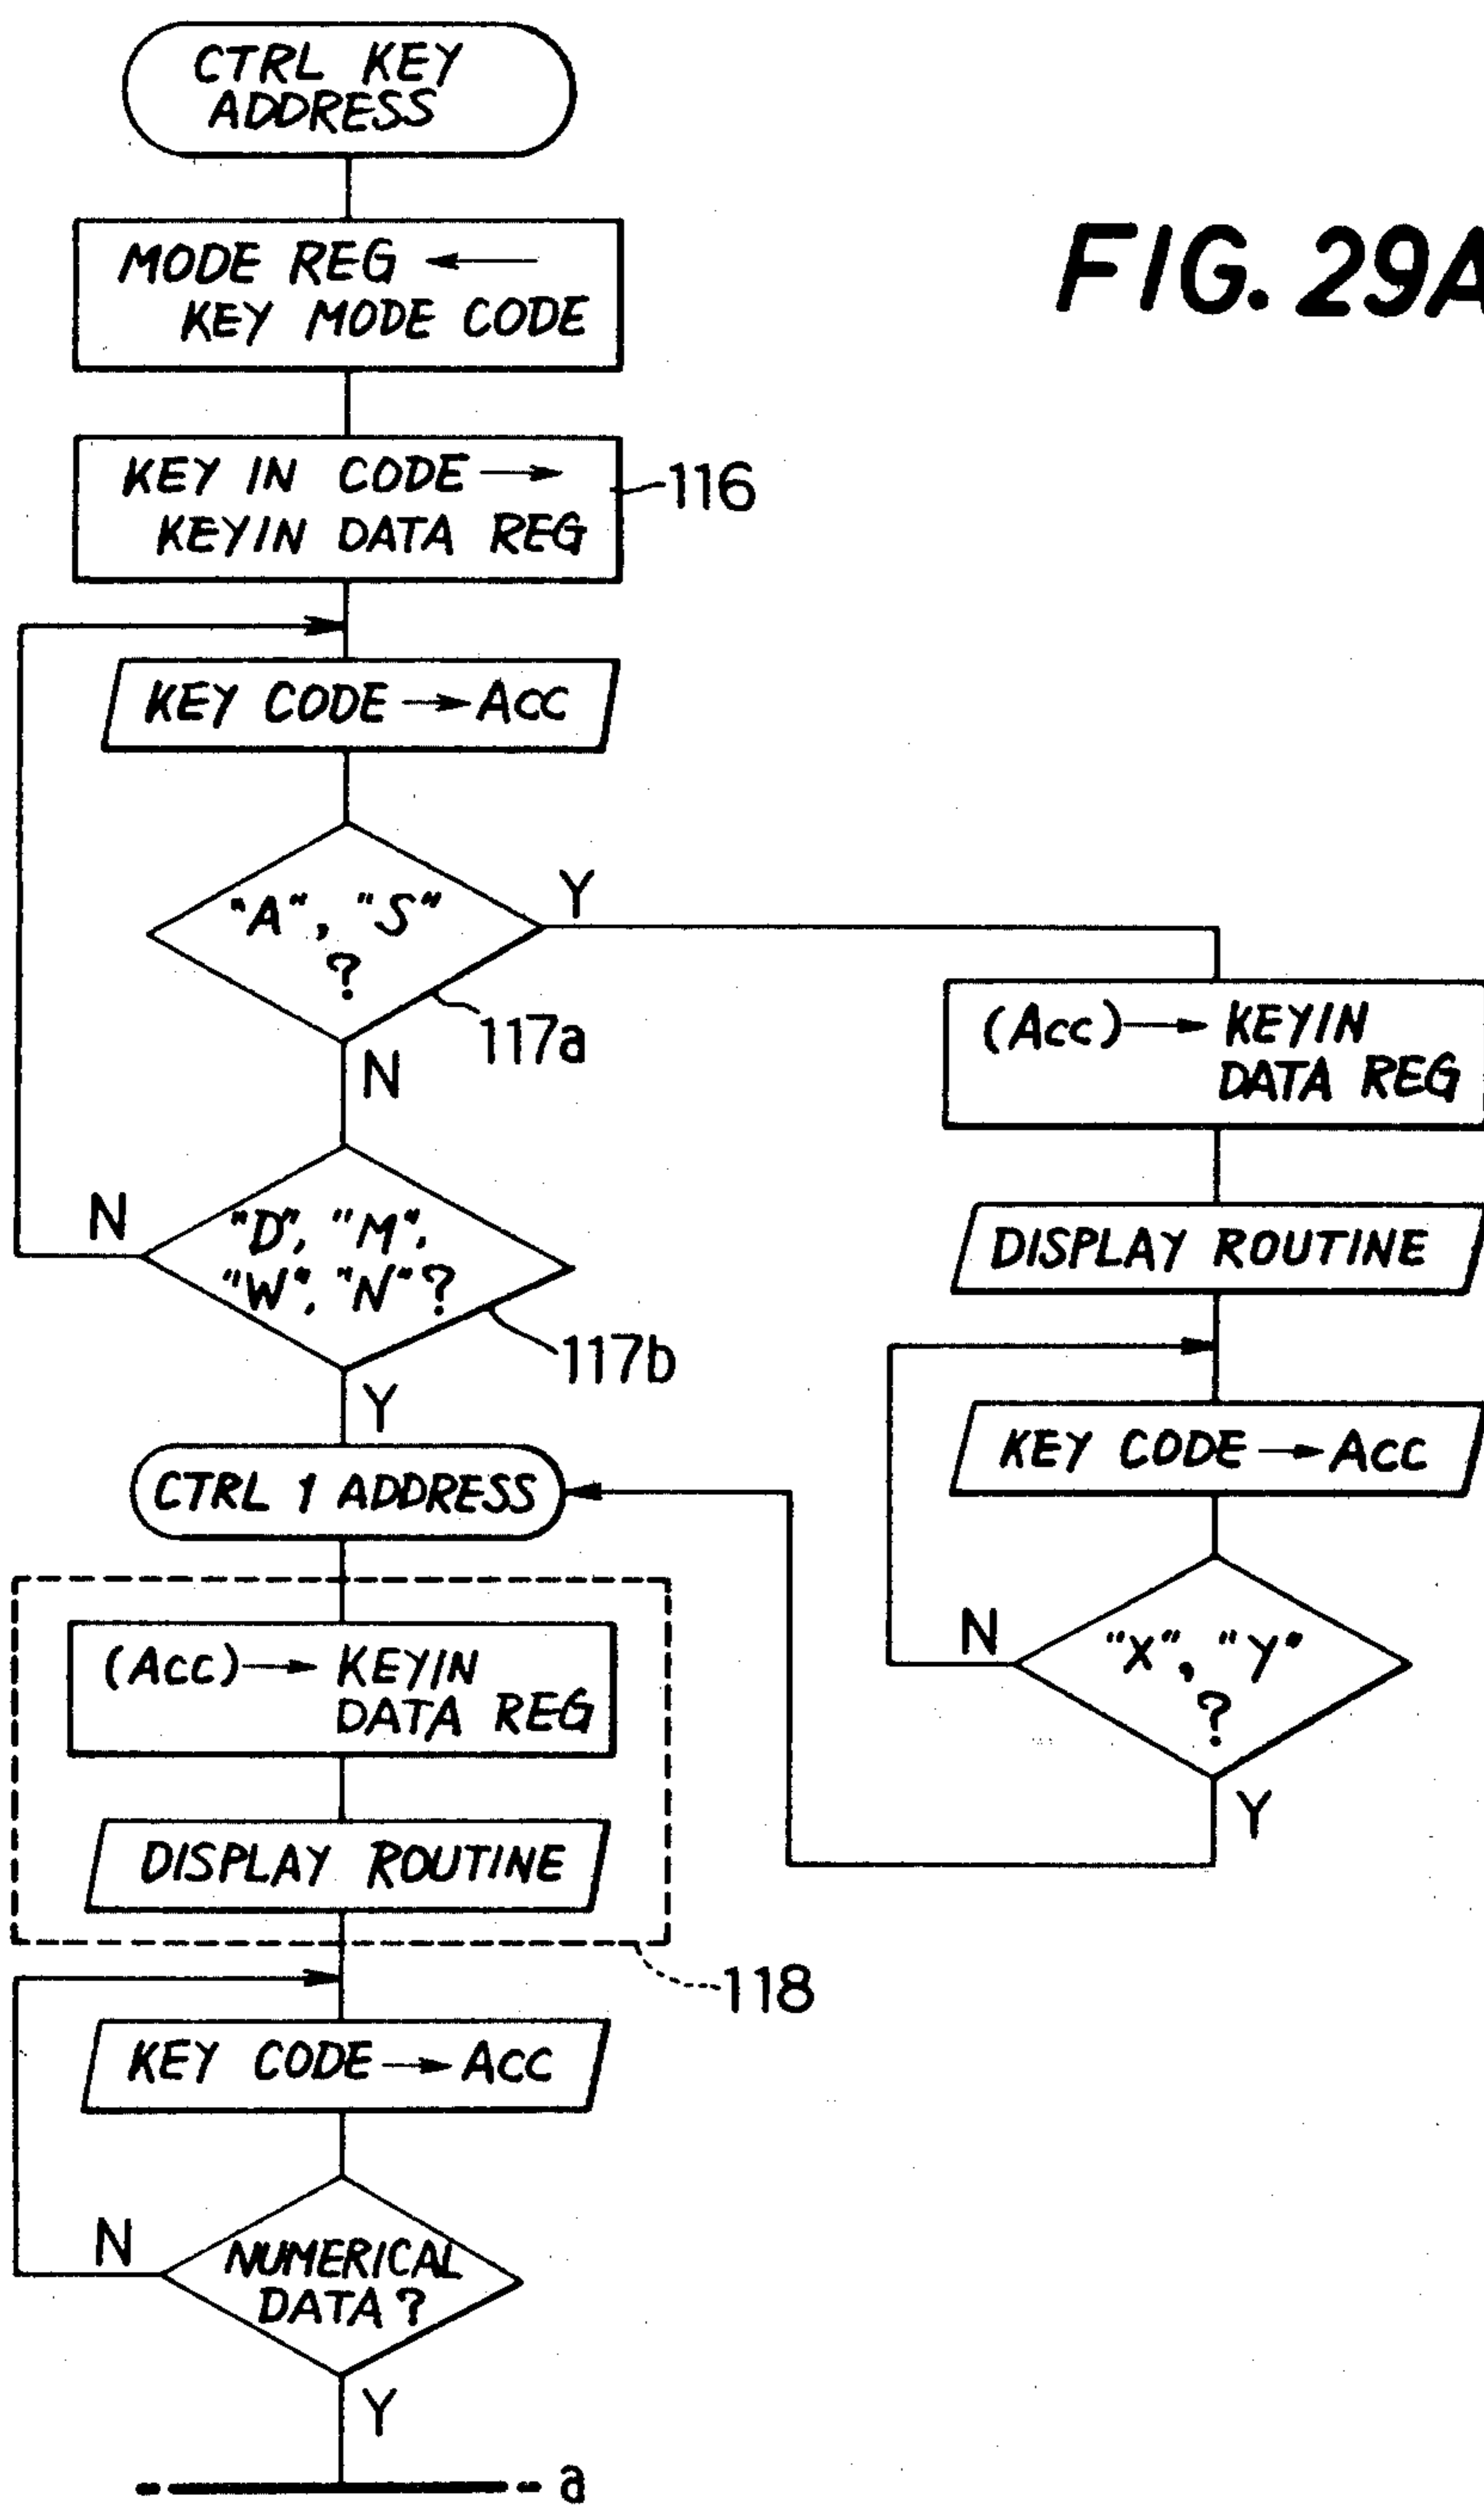 CTRL KEY
ADDRESS
FIG. 29A
MODE REG ←
KEY MODE CODE
KEY IN CODE →
KEYIN DATA REG
116
KEY CODE → ACC
"A", "S"
?
Y
117a
N
(ACC) → KEYIN
DATA REG
"D", "M",
"W", "N"?
N
117b
Y
DISPLAY ROUTINE
KEY CODE → ACC
CTRL 1 ADDRESS
"X", "Y"
?
N
Y
(ACC) → KEYIN
DATA REG
DISPLAY ROUTINE
118
KEY CODE → ACC
NUMERICAL
DATA?
N
Y
a